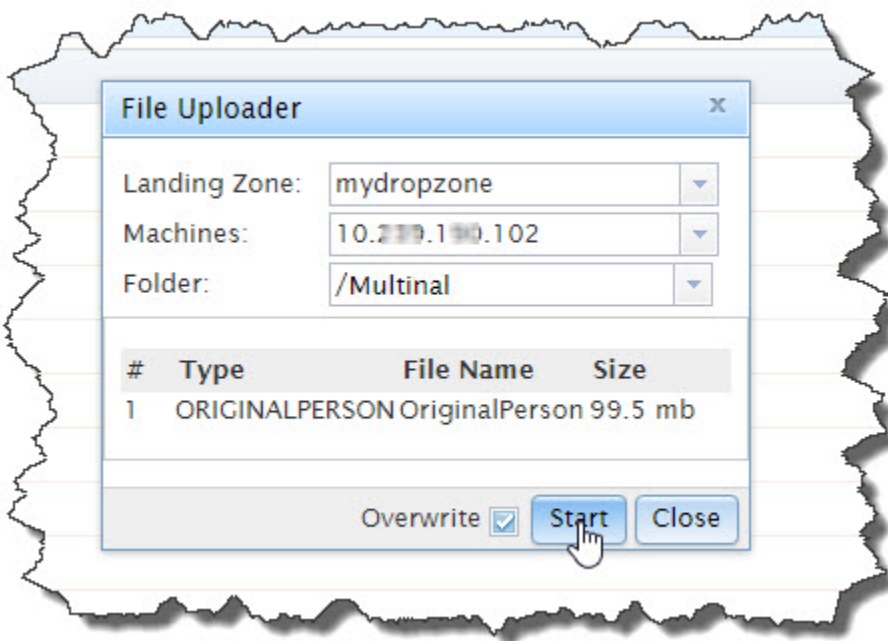 File Uploader x
Landing Zone: mydropzone
Machines:
Folder: /Multinal
# Type File Name Size
1 ORIGINALPERSON OriginalPerson 99.5 mb
Overwrite Start Close